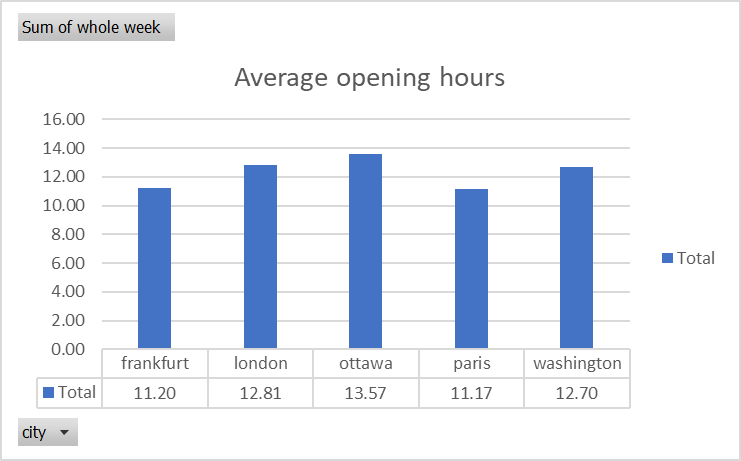 Sum of whole week
Average opening hours
16.00
14.00
12.00
10.00
8.00
6.00
4.00
2.00
0.00
Total
frankfurt london ottawa paris washington
Total 11.20 12.81 13.57 11.17 12.70
city